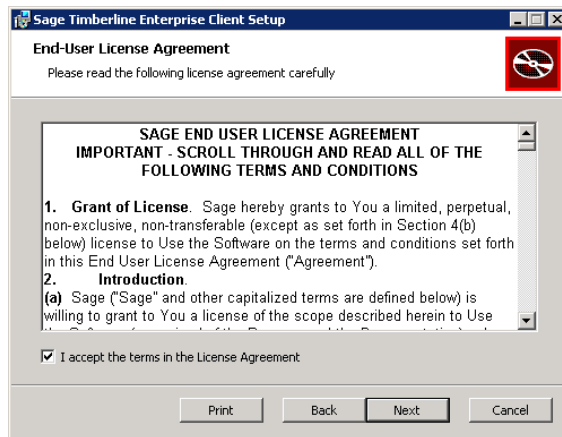 Sage Timberline Enterprise Client Setup
End-User License Agreement
Please read the following license agreement carefully
SAGE END USER LICENSE AGREEMENT
IMPORTANT - SCROLL THROUGH AND READ ALL OF THE
FOLLOWING TERMS AND CONDITIONS
1. Grant of License. Sage hereby grants to You a limited, perpetual,
non-exclusive, non-transferable (except as set forth in Section 4(b)
below) license to Use the Software on the terms and conditions set forth
in this End User License Agreement ("Agreement").
2. Introduction.
(a) Sage ("Sage" and other capitalized terms are defined below) is
willing to grant to You a license of the scope described herein to Use
I accept the terms in the License Agreement
Print
Back
Next
Cancel